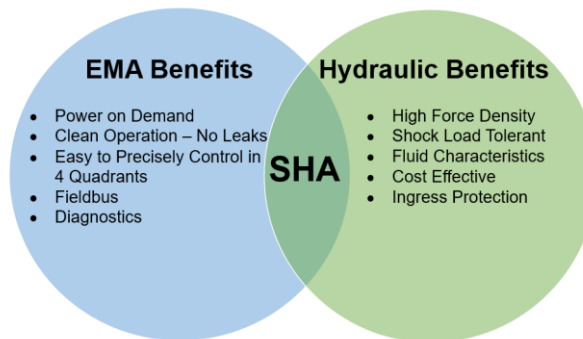 EMA Benefits
• Power on Demand
• Clean Operation – No Leaks
• Easy to Precisely Control in
4 Quadrants
• Fieldbus
• Diagnostics
SHA
Hydraulic Benefits
• High Force Density
• Shock Load Tolerant
• Fluid Characteristics
• Cost Effective
• Ingress Protection